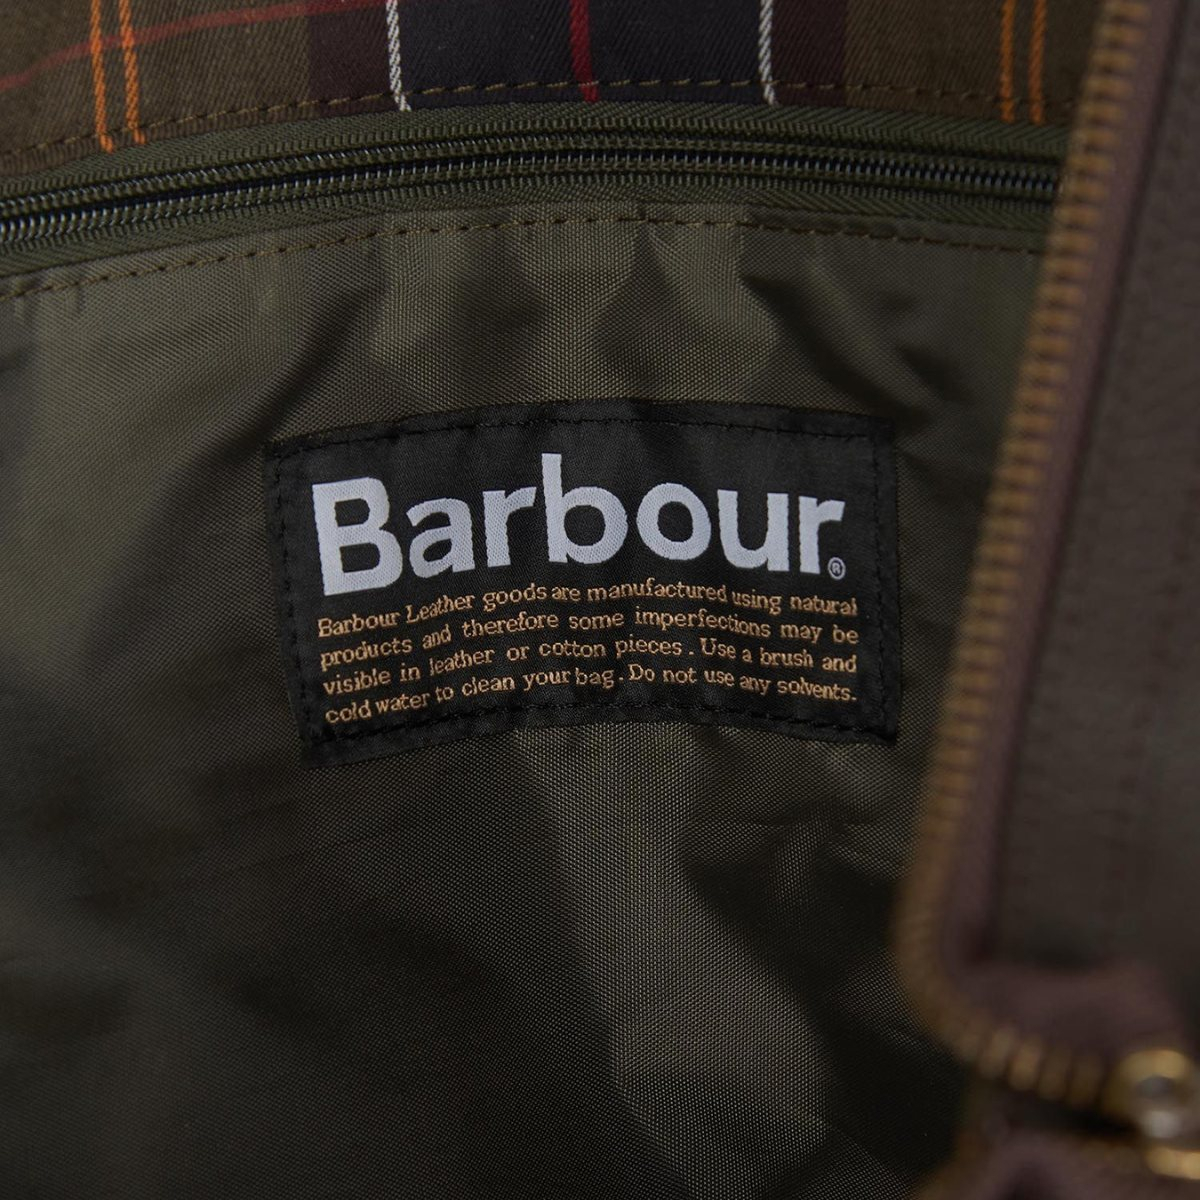 Barbour®
Barbour Leather goods are manufactured using natural
products and therefore some imperfections may be
visible in leather or cotton pieces. Use a brush and
cold water to clean your bag. Do not use any solvents.